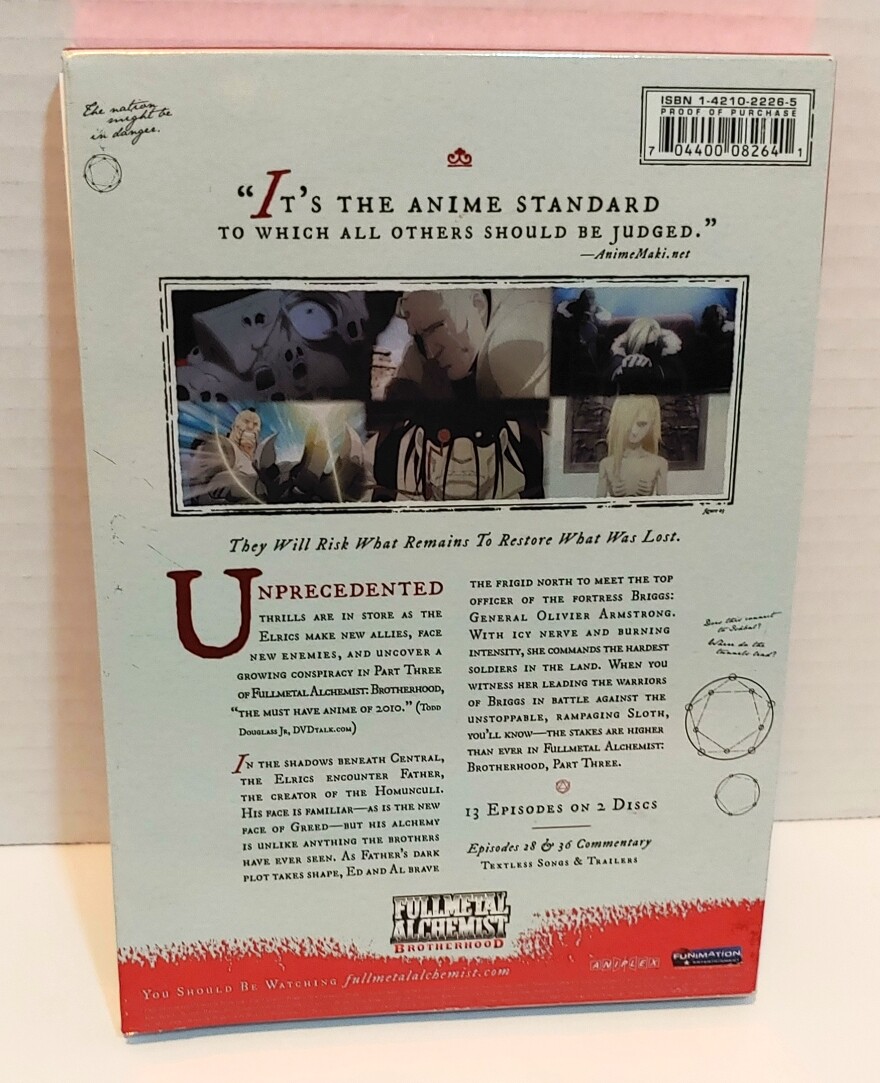 The nation
might be
in danger.
ISBN 1-4210-2226-5
PROOF OF PURCHASE
7 04400 08264 1
"IT'S THE ANIME STANDARD
TO WHICH ALL OTHERS SHOULD BE JUDGED."
—AnimeMaki.net
They Will Risk What Remains To Restore What Was Lost.
UNPRECEDENTED
THRILLS ARE IN STORE AS THE
ELRICS MAKE NEW ALLIES, FACE
NEW ENEMIES, AND UNCOVER A
GROWING CONSPIRACY IN PART THREE
OF FULLMETAL ALCHEMIST: BROTHERHOOD,
"THE MUST HAVE ANIME OF 2010." (TODD
DOUGLASS JR, DVDTALK.COM)
IN THE SHADOWS BENEATH CENTRAL,
THE ELRICS ENCOUNTER FATHER,
THE CREATOR OF THE HOMUNCULI.
HIS FACE IS FAMILIAR—AS IS THE NEW
FACE OF GREED—BUT HIS ALCHEMY
IS UNLIKE ANYTHING THE BROTHERS
HAVE EVER SEEN. AS FATHER'S DARK
PLOT TAKES SHAPE, ED AND AL BRAVE
THE FRIGID NORTH TO MEET THE TOP
OFFICER OF THE FORTRESS BRIGGS:
GENERAL OLIVIER ARMSTRONG.
WITH ICY NERVE AND BURNING
INTENSITY, SHE COMMANDS THE HARDEST
SOLDIERS IN THE LAND. WHEN YOU
WITNESS HER LEADING THE WARRIORS
OF BRIGGS IN BATTLE AGAINST THE
UNSTOPPABLE, RAMPAGING SLOTH,
YOU'LL KNOW—THE STAKES ARE HIGHER
THAN EVER IN FULLMETAL ALCHEMIST:
BROTHERHOOD, PART THREE.
13 EPISODES ON 2 DISCS
Episodes 28 & 36 Commentary
TEXTLESS SONGS & TRAILERS
Does this connect
Where do the
tunnels lead?
FULLMETAL
ALCHEMIST
BROTHERHOOD
YOU SHOULD BE WATCHING fullmetalalchemist.com
ANIPLEX
FUNIMATION
ENTERTAINMENT